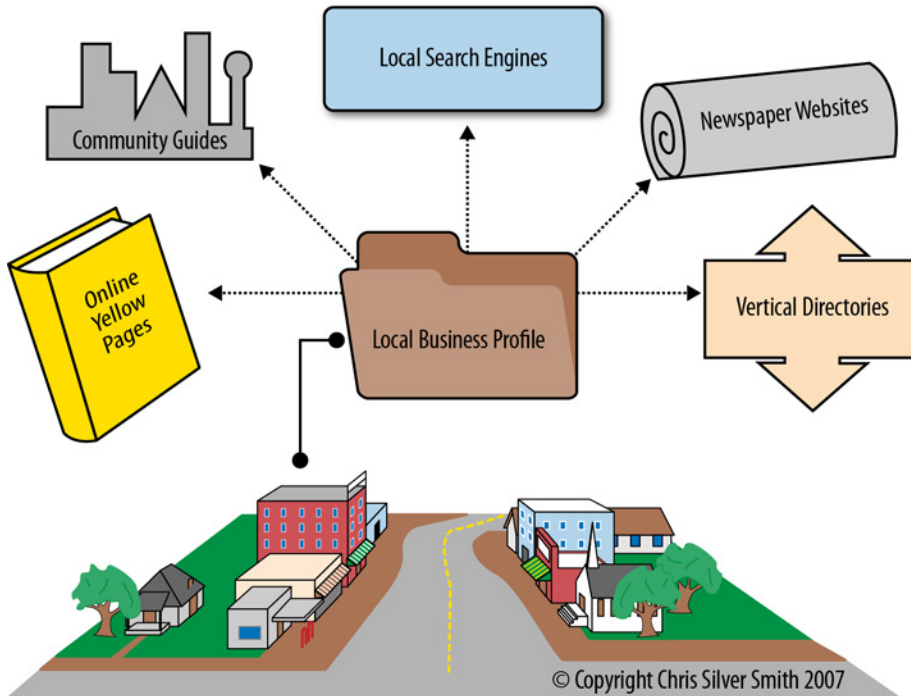 Local Search Engines
Community Guides
Newspaper Websites
Online
Yellow
Pages
Local Business Profile
Vertical Directories
© Copyright Chris Silver Smith 2007